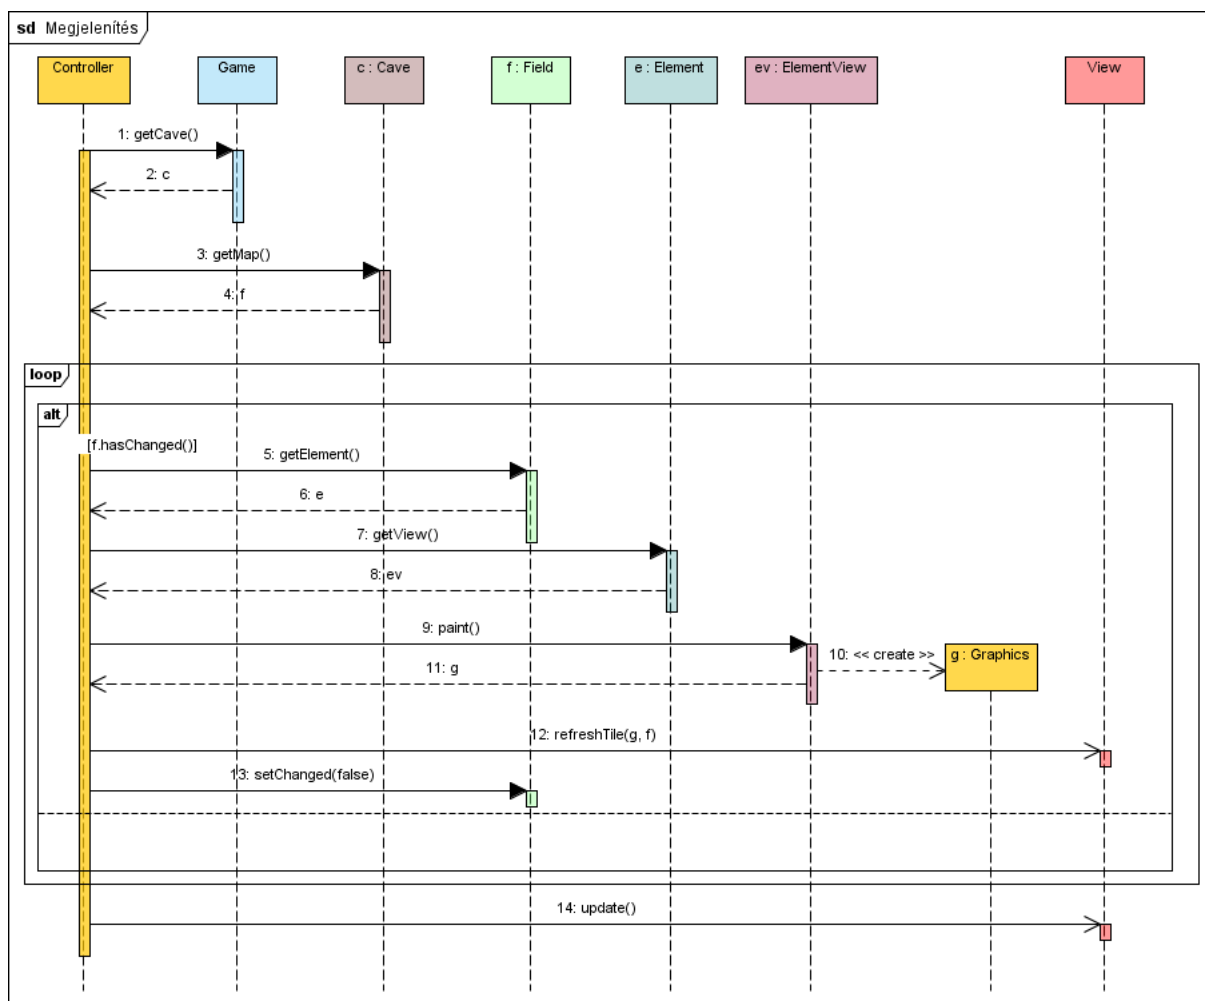 sd Megjelenítés
Controller
Game
c : Cave
f : Field
e : Element
ev : ElementView
View
1: getCave()
2: c
3: getMap()
4: f
loop
alt
[f.hasChanged()]
5: getElement()
6: e
7: getView()
8: ev
9: paint()
10: << create >>
g : Graphics
11: g
12: refreshTile(g, f)
13: setChanged(false)
14: update()